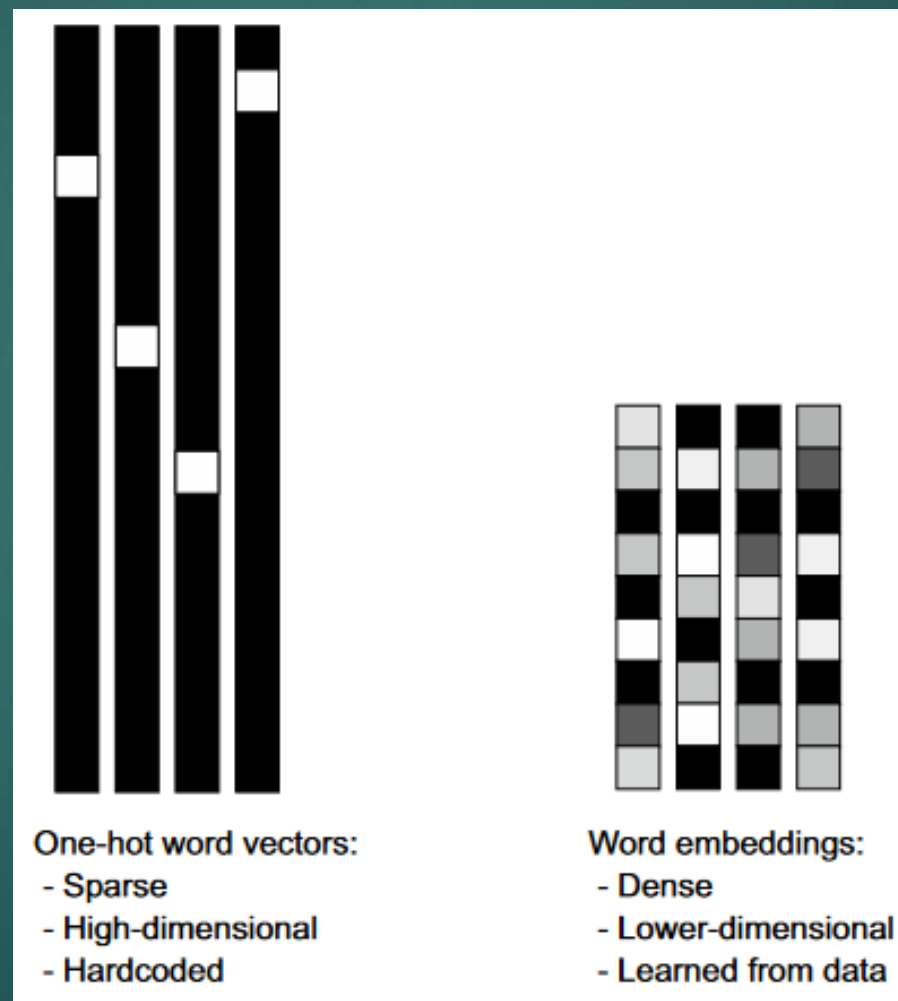 One-hot word vectors:
- Sparse
- High-dimensional
- Hardcoded
Word embeddings:
- Dense
- Lower-dimensional
- Learned from data